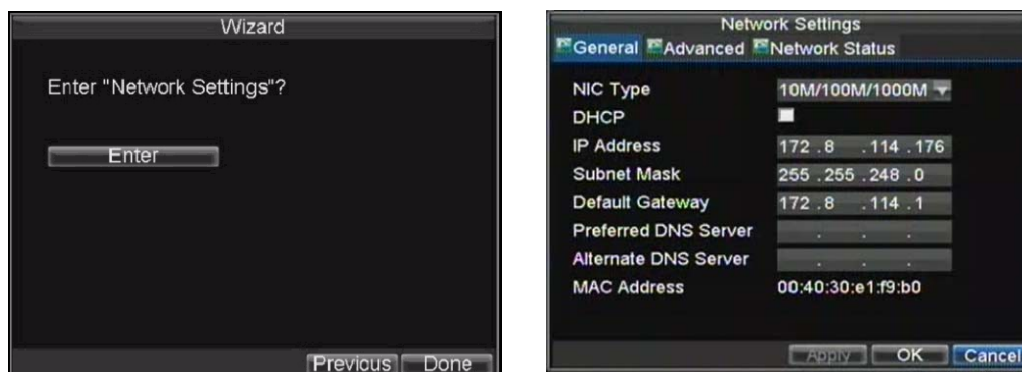 Wizard
Enter "Network Settings"?
Enter
Previous Done
Network Settings
General Advanced Network Status
NIC Type 10M/100M/1000M
DHCP
IP Address 172 .8 .114 .176
Subnet Mask 255 .255 .248 .0
Default Gateway 172 .8 .114 .1
Preferred DNS Server . . .
Alternate DNS Server . . .
MAC Address 00:40:30:e1:f9:b0
Apply OK Cancel